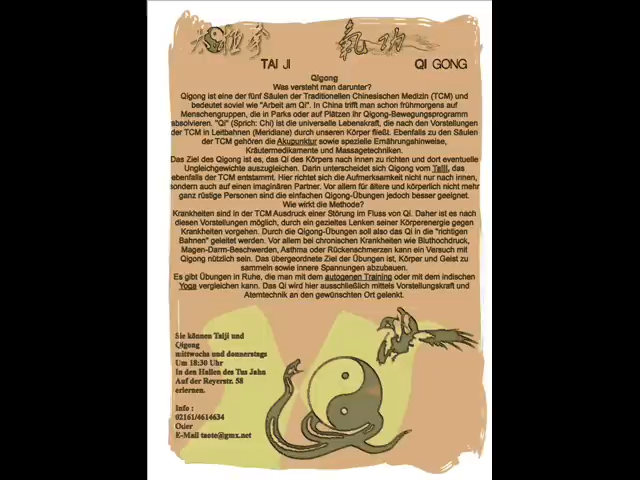 太极拳
氣功
TAI JI
QI GONG
Qigong
Was versteht man darunter?
Qigong ist eine der fünf Säulen der Traditionellen Chinesischen Medizin (TCM) und
bedeutet soviel wie "Arbeit am Qi". In China trifft man schon frühmorgens auf
Menschengruppen, die in Parks oder auf Plätzen ihr Qigong-Bewegungsprogramm
absolvieren. "Qi" (Sprich: Chi) ist die universelle Lebenskraft, die nach den Vorstellungen
der TCM in Leitbahnen (Meridiane) durch unseren Körper fließt. Ebenfalls zu den Säulen
der TCM gehören die Akupunktur sowie spezielle Ernährungshinweise,
Kräutermedikamente und Massagetechniken.
Das Ziel des Qigong ist es, das Qi des Körpers nach innen zu richten und dort eventuelle
Ungleichgewichte auszugleichen. Darin unterscheidet sich Qigong vom Taiji, das
ebenfalls der TCM entstammt. Hier richtet sich die Aufmerksamkeit nicht nur nach innen,
sondern auch auf einen imaginären Partner. Vor allem für ältere und körperlich nicht mehr
ganz rüstige Personen sind die einfachen Qigong-Übungen jedoch besser geeignet.
Wie wirkt die Methode?
Krankheiten sind in der TCM Ausdruck einer Störung im Fluss von Qi. Daher ist es nach
diesen Vorstellungen möglich, durch ein gezieltes Lenken seiner Körperenergie gegen
Krankheiten vorgehen. Durch die Qigong-Übungen soll also das Qi in die "richtigen
Bahnen" geleitet werden. Vor allem bei chronischen Krankheiten wie Bluthochdruck,
Magen-Darm-Beschwerden, Asthma oder Rückenschmerzen kann ein Versuch mit
Qigong nützlich sein. Das übergeordnete Ziel der Übungen ist, Körper und Geist zu
sammeln sowie innere Spannungen abzubauen.
Es gibt Übungen in Ruhe, die man mit dem autogenen Training oder mit dem indischen
Yoga vergleichen kann. Das Qi wird hier ausschließlich mittels Vorstellungskraft und
Atemtechnik an den gewünschten Ort gelenkt.
Sie können Taiji und
Qigong
mittwochs und donnerstags
Um 18:30 Uhr
in den Hallen des Tus Jahn
Auf der Reyerstr. 58
erlernen.
Info :
02161/4614634
Oder
E-Mail taote@gmx.net